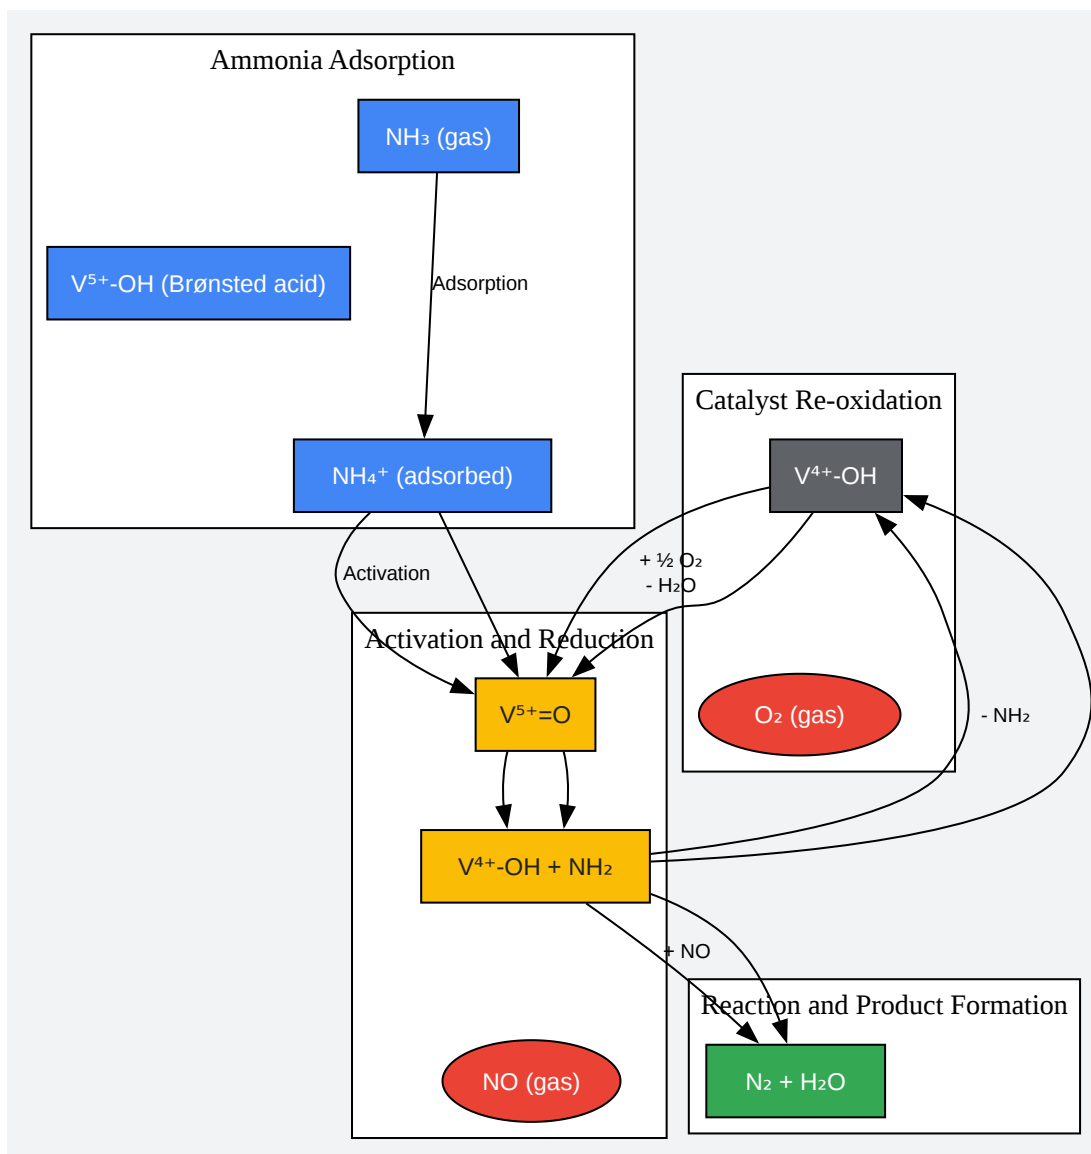 Ammonia Adsorption
NH₃ (gas)
V⁵⁺-OH (Brønsted acid)
Adsorption
NH₄⁺ (adsorbed)
Catalyst Re-oxidation
V⁴⁺-OH
Activation
+ ½ O₂
- H₂O
Activation and Reduction
V⁵⁺=O
O₂ (gas)
- NH₂
V⁴⁺-OH + NH₂
+ NO
Reaction and Product Formation
NO (gas)
N₂ + H₂O